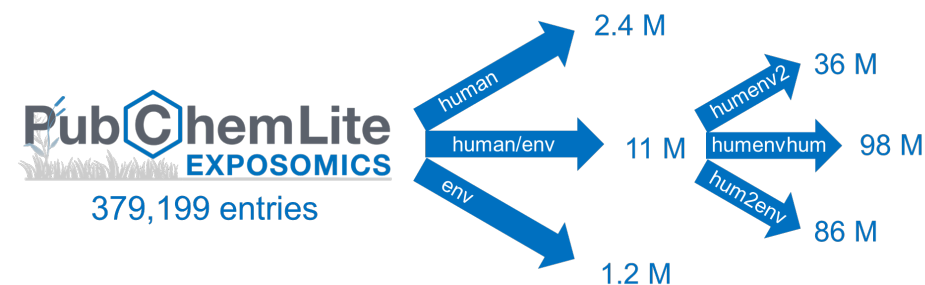 PubChemLite
EXPOSOMICS
379,199 entries
human
2.4 M
human/env
11 M
env
1.2 M
humenv2
36 M
humenvhum
98 M
hum2env
86 M